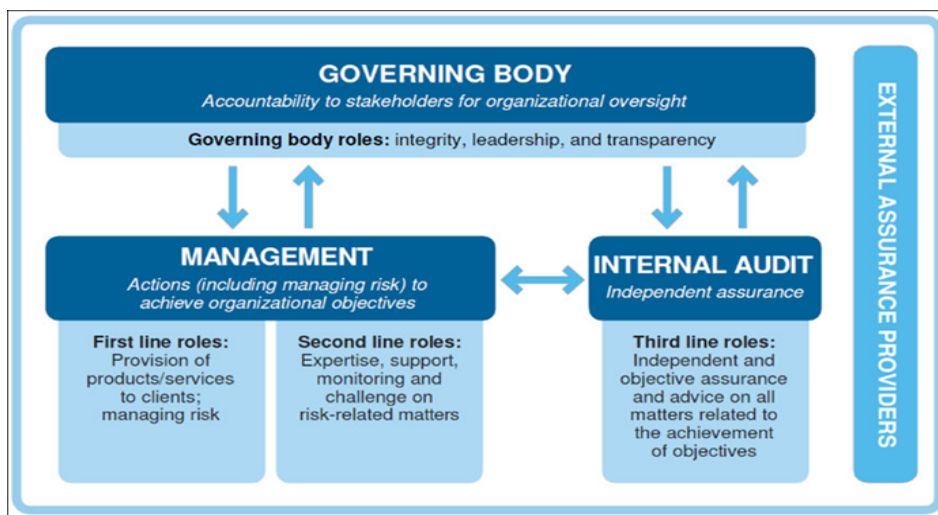 GOVERNING BODY
Accountability to stakeholders for organizational oversight
Governing body roles: integrity, leadership, and transparency
MANAGEMENT
Actions (including managing risk) to
achieve organizational objectives
First line roles:
Provision of
products/services
to clients;
managing risk
Second line roles:
Expertise, support,
monitoring and
challenge on
risk-related matters
INTERNAL AUDIT
Independent assurance
Third line roles:
Independent and
objective assurance
and advice on all
matters related to
the achievement
of objectives
EXTERNAL ASSURANCE PROVIDERS